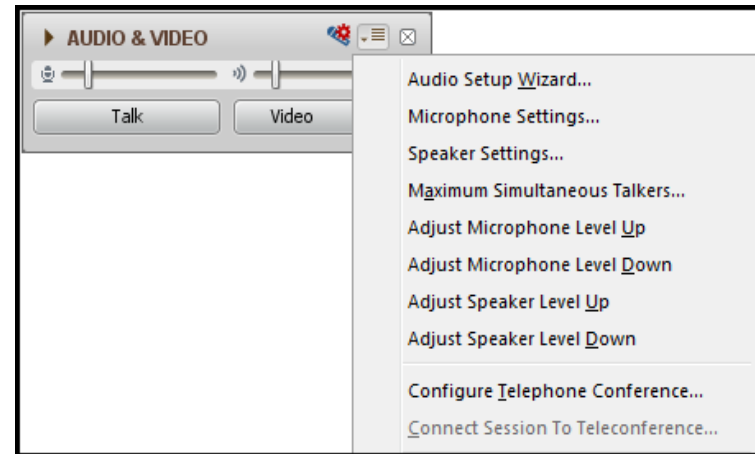 AUDIO & VIDEO
Talk
Video
Audio Setup Wizard...
Microphone Settings...
Speaker Settings...
Maximum Simultaneous Talkers...
Adjust Microphone Level Up
Adjust Microphone Level Down
Adjust Speaker Level Up
Adjust Speaker Level Down
Configure Telephone Conference...
Connect Session To Teleconference...